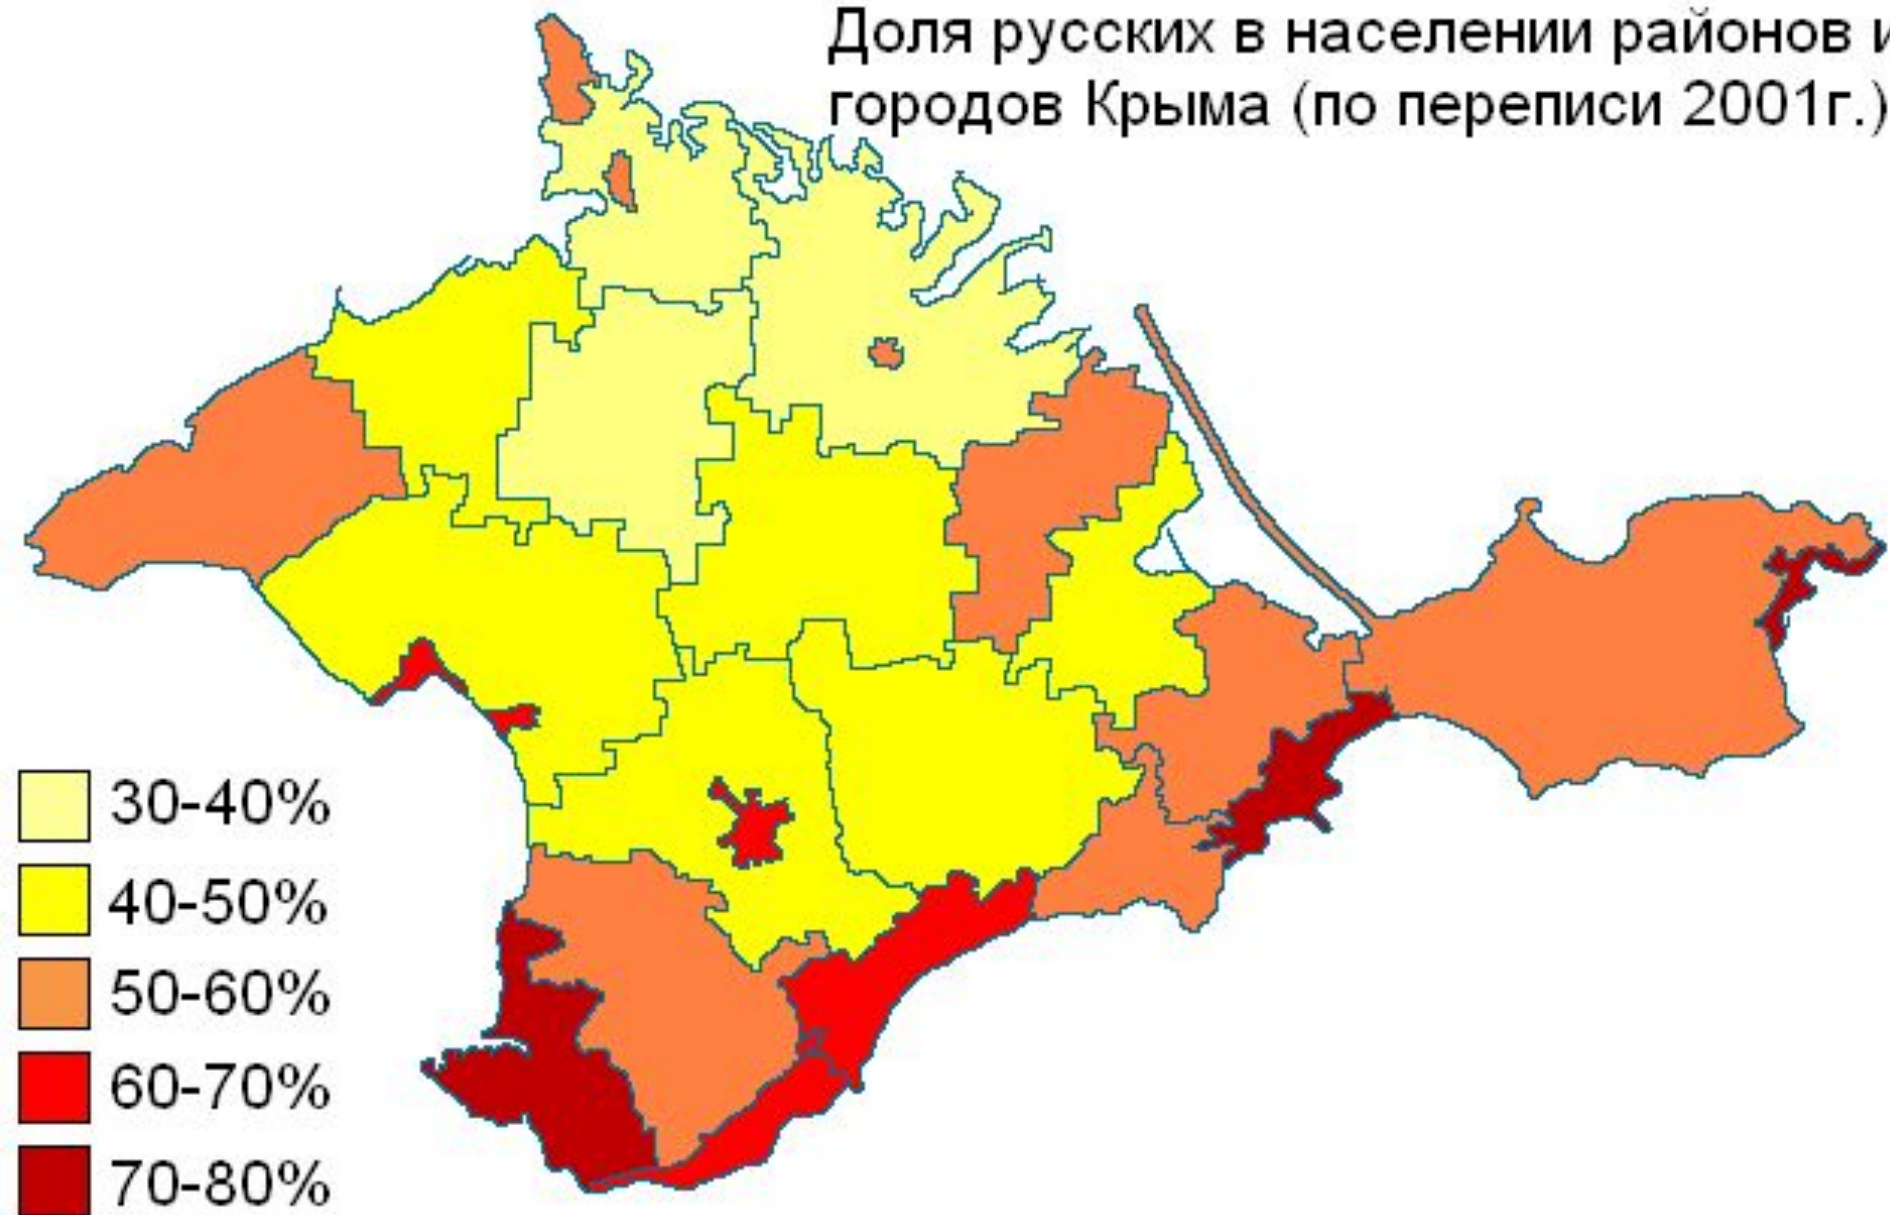 Доля русских в населении районов и
городов Крыма (по переписи 2001г.)
30-40%
40-50%
50-60%
60-70%
70-80%